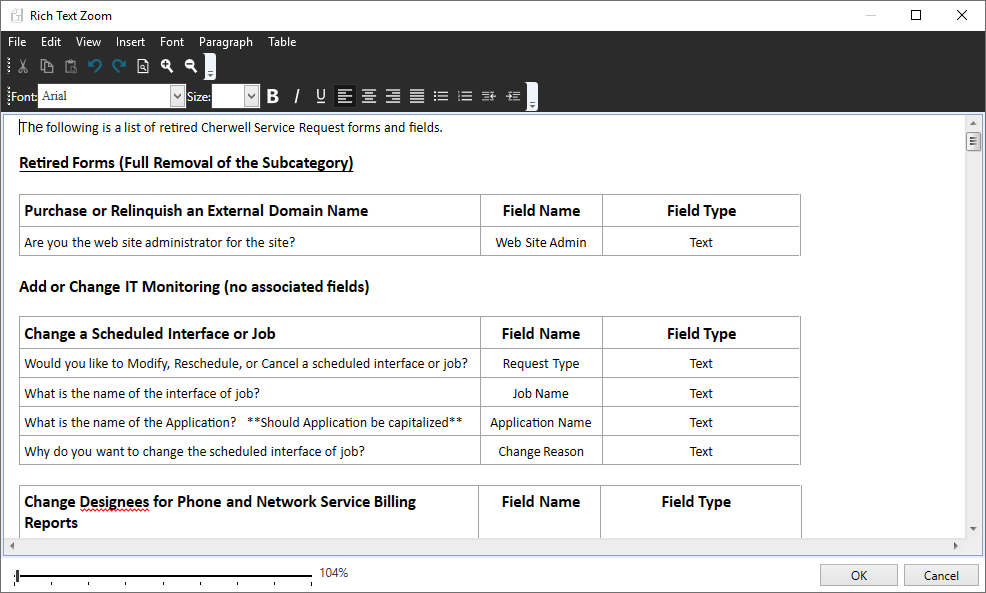 Rich Text Zoom
File Edit View Insert Font Paragraph Table
Font: Arial Size: B I U
The following is a list of retired Cherwell Service Request forms and fields.
Retired Forms (Full Removal of the Subcategory)
Purchase or Relinquish an External Domain Name Field Name Field Type
Are you the web site administrator for the site? Web Site Admin Text
Add or Change IT Monitoring (no associated fields)
Change a Scheduled Interface or Job Field Name Field Type
Would you like to Modify, Reschedule, or Cancel a scheduled interface or job? Request Type Text
What is the name of the interface of job? Job Name Text
What is the name of the Application? **Should Application be capitalized** Application Name Text
Why do you want to change the scheduled interface of job? Change Reason Text
Change Designees for Phone and Network Service Billing Field Name Field Type
Reports
104%
OK Cancel